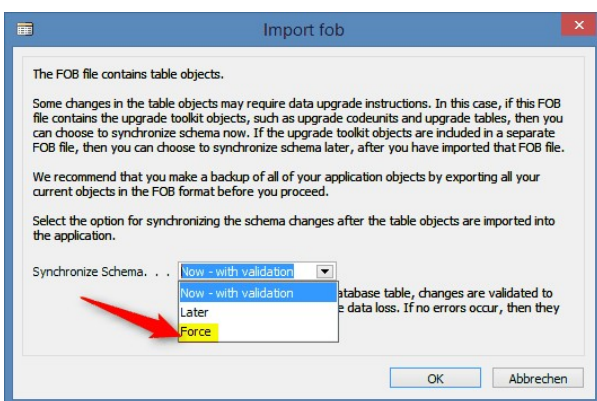 Import fob
The FOB file contains table objects.
Some changes in the table objects may require data upgrade instructions. In this case, if this FOB
file contains the upgrade toolkit objects, such as upgrade codeunits and upgrade tables, then you
can choose to synchronize schema now. If the upgrade toolkit objects are included in a separate
FOB file, then you can choose to synchronize schema later, after you have imported that FOB file.
We recommend that you make a backup of all of your application objects by exporting all your
current objects in the FOB format before you proceed.
Select the option for synchronizing the schema changes after the table objects are imported into
the application.
Synchronize Schema. . . Now - with validation
Now - with validation atabase table, changes are validated to
Later e data loss. If no errors occur, then they
Force
OK Abbrechen